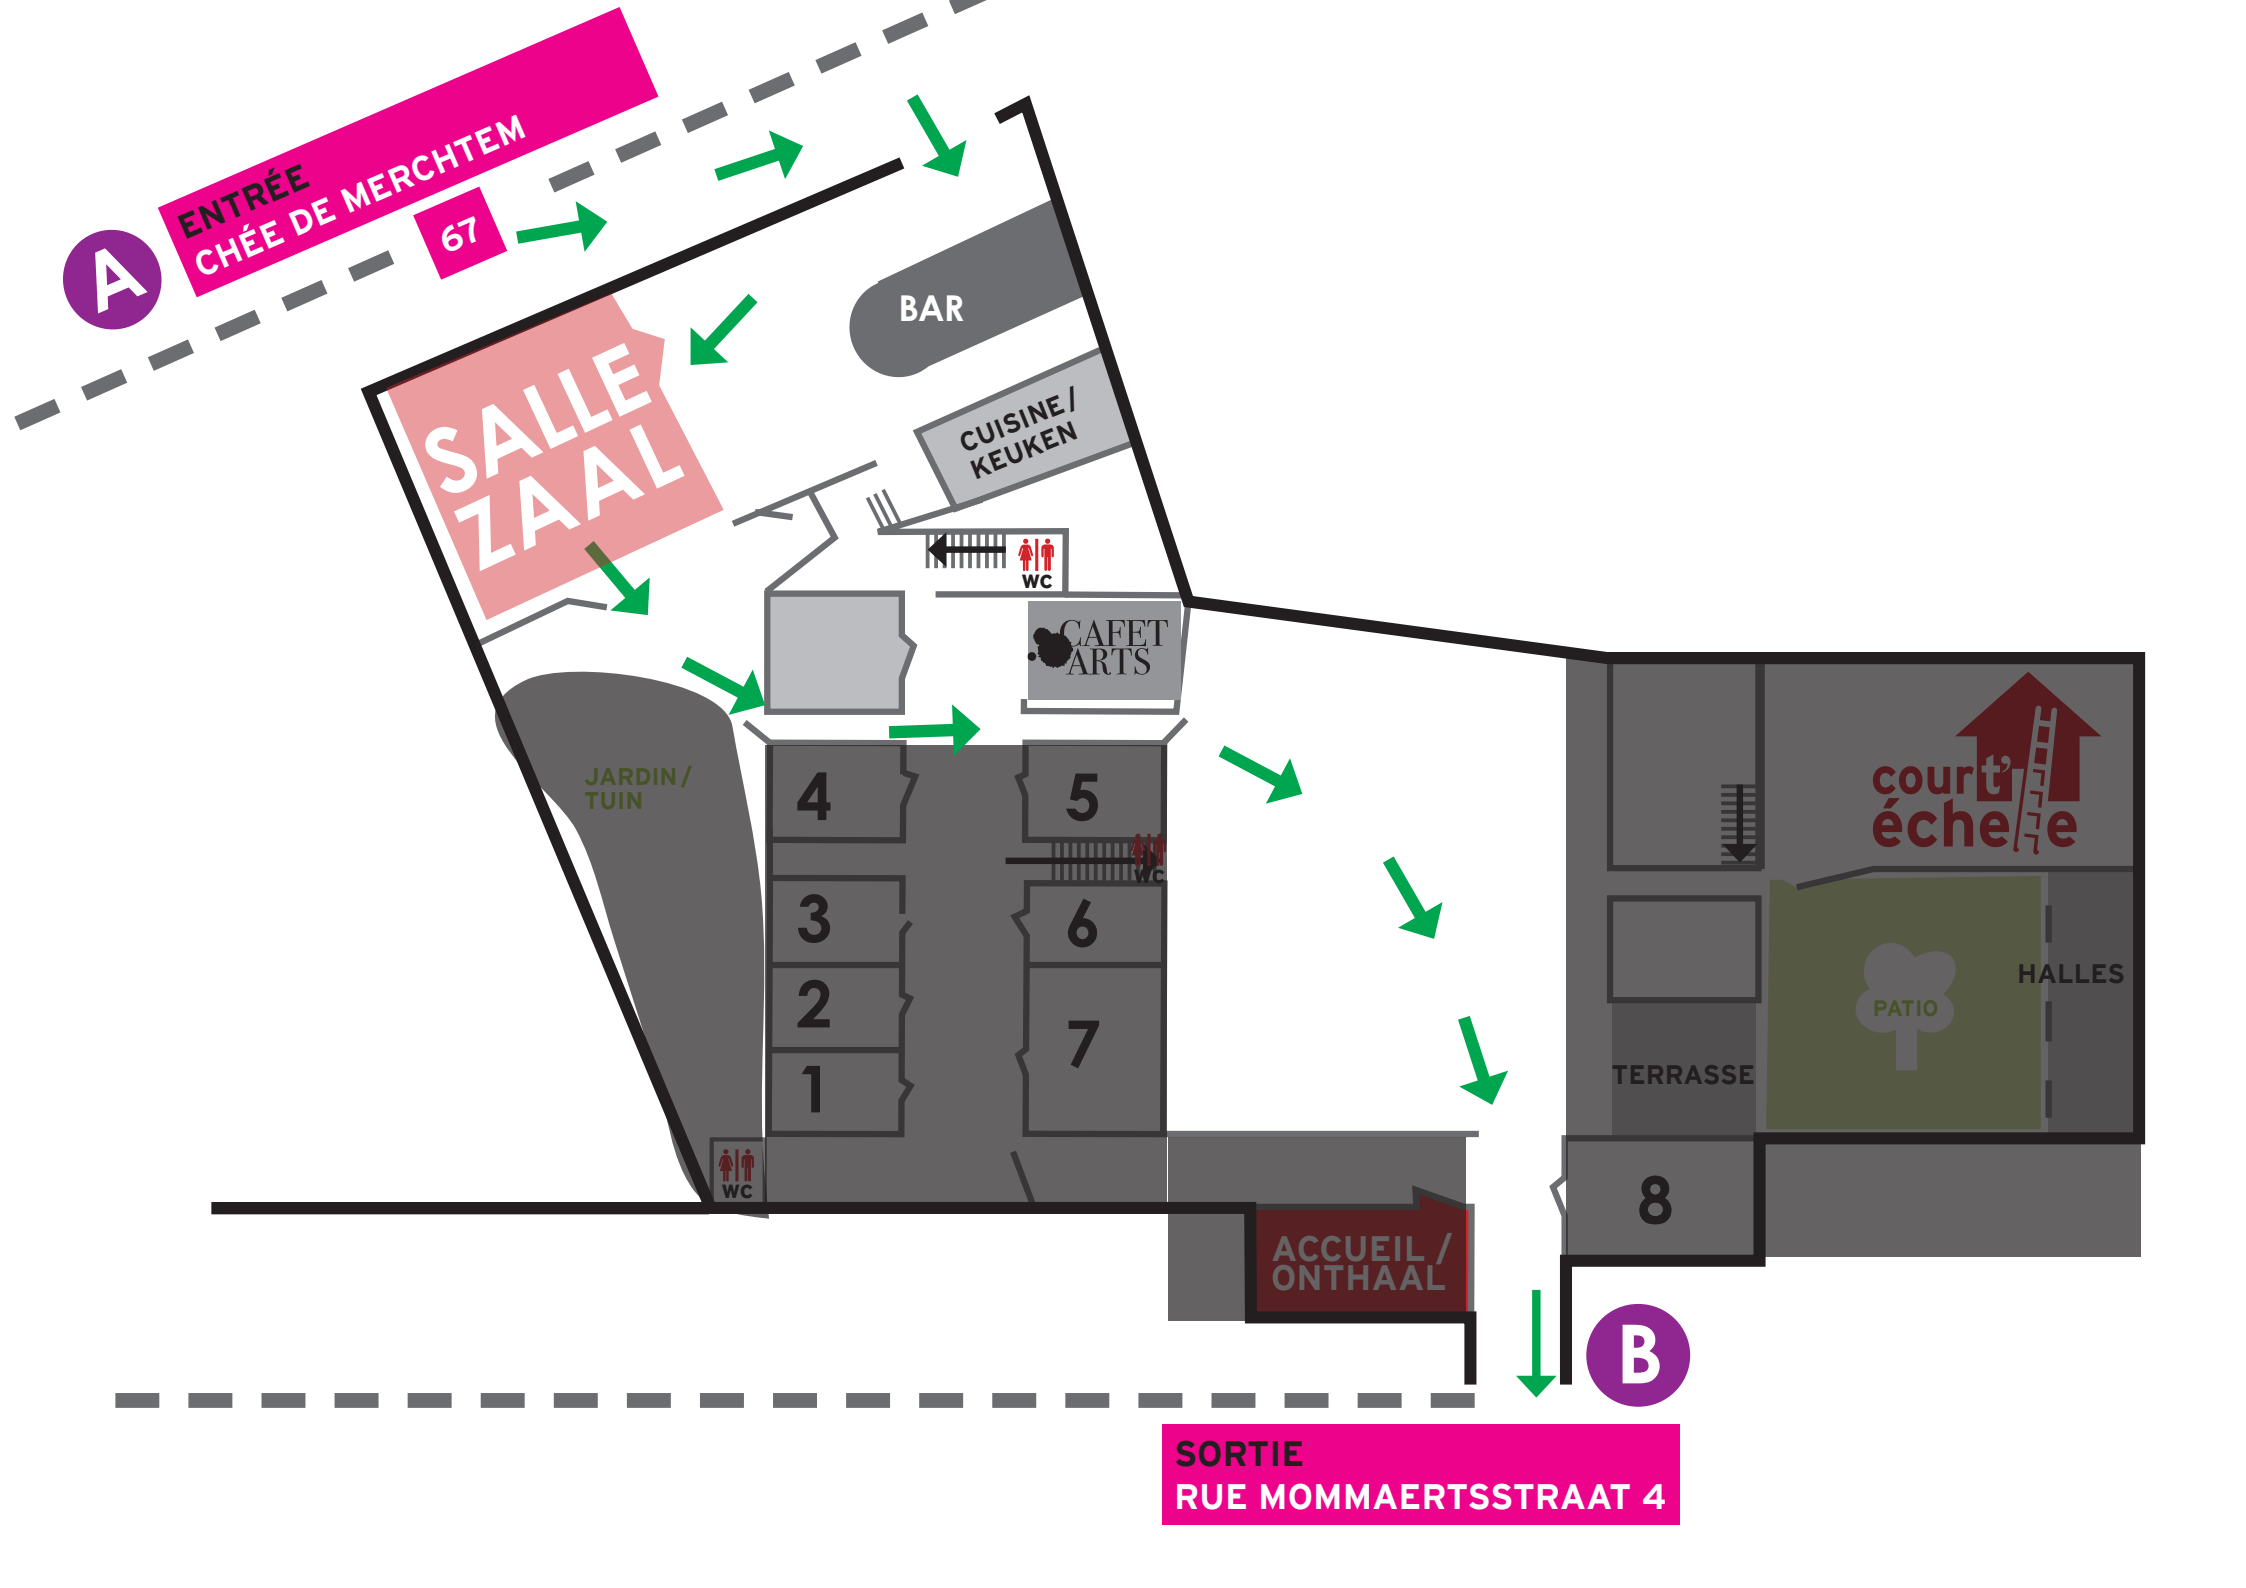 ENTRÉE
CHÉE DE MERCHTEM
A
67
BAR
SALLE
ZAAL
CUISINE /
KEUKEN
WC
CAFET
ARTS
JARDIN /
TUIN
4
5
WC
3
6
2
7
1
WC
court'
échelle
HALLES
PATIO
TERRASSE
8
ACCUEIL /
ONTHAAL
B
SORTIE
RUE MOMMAERTSSTRAAT 4